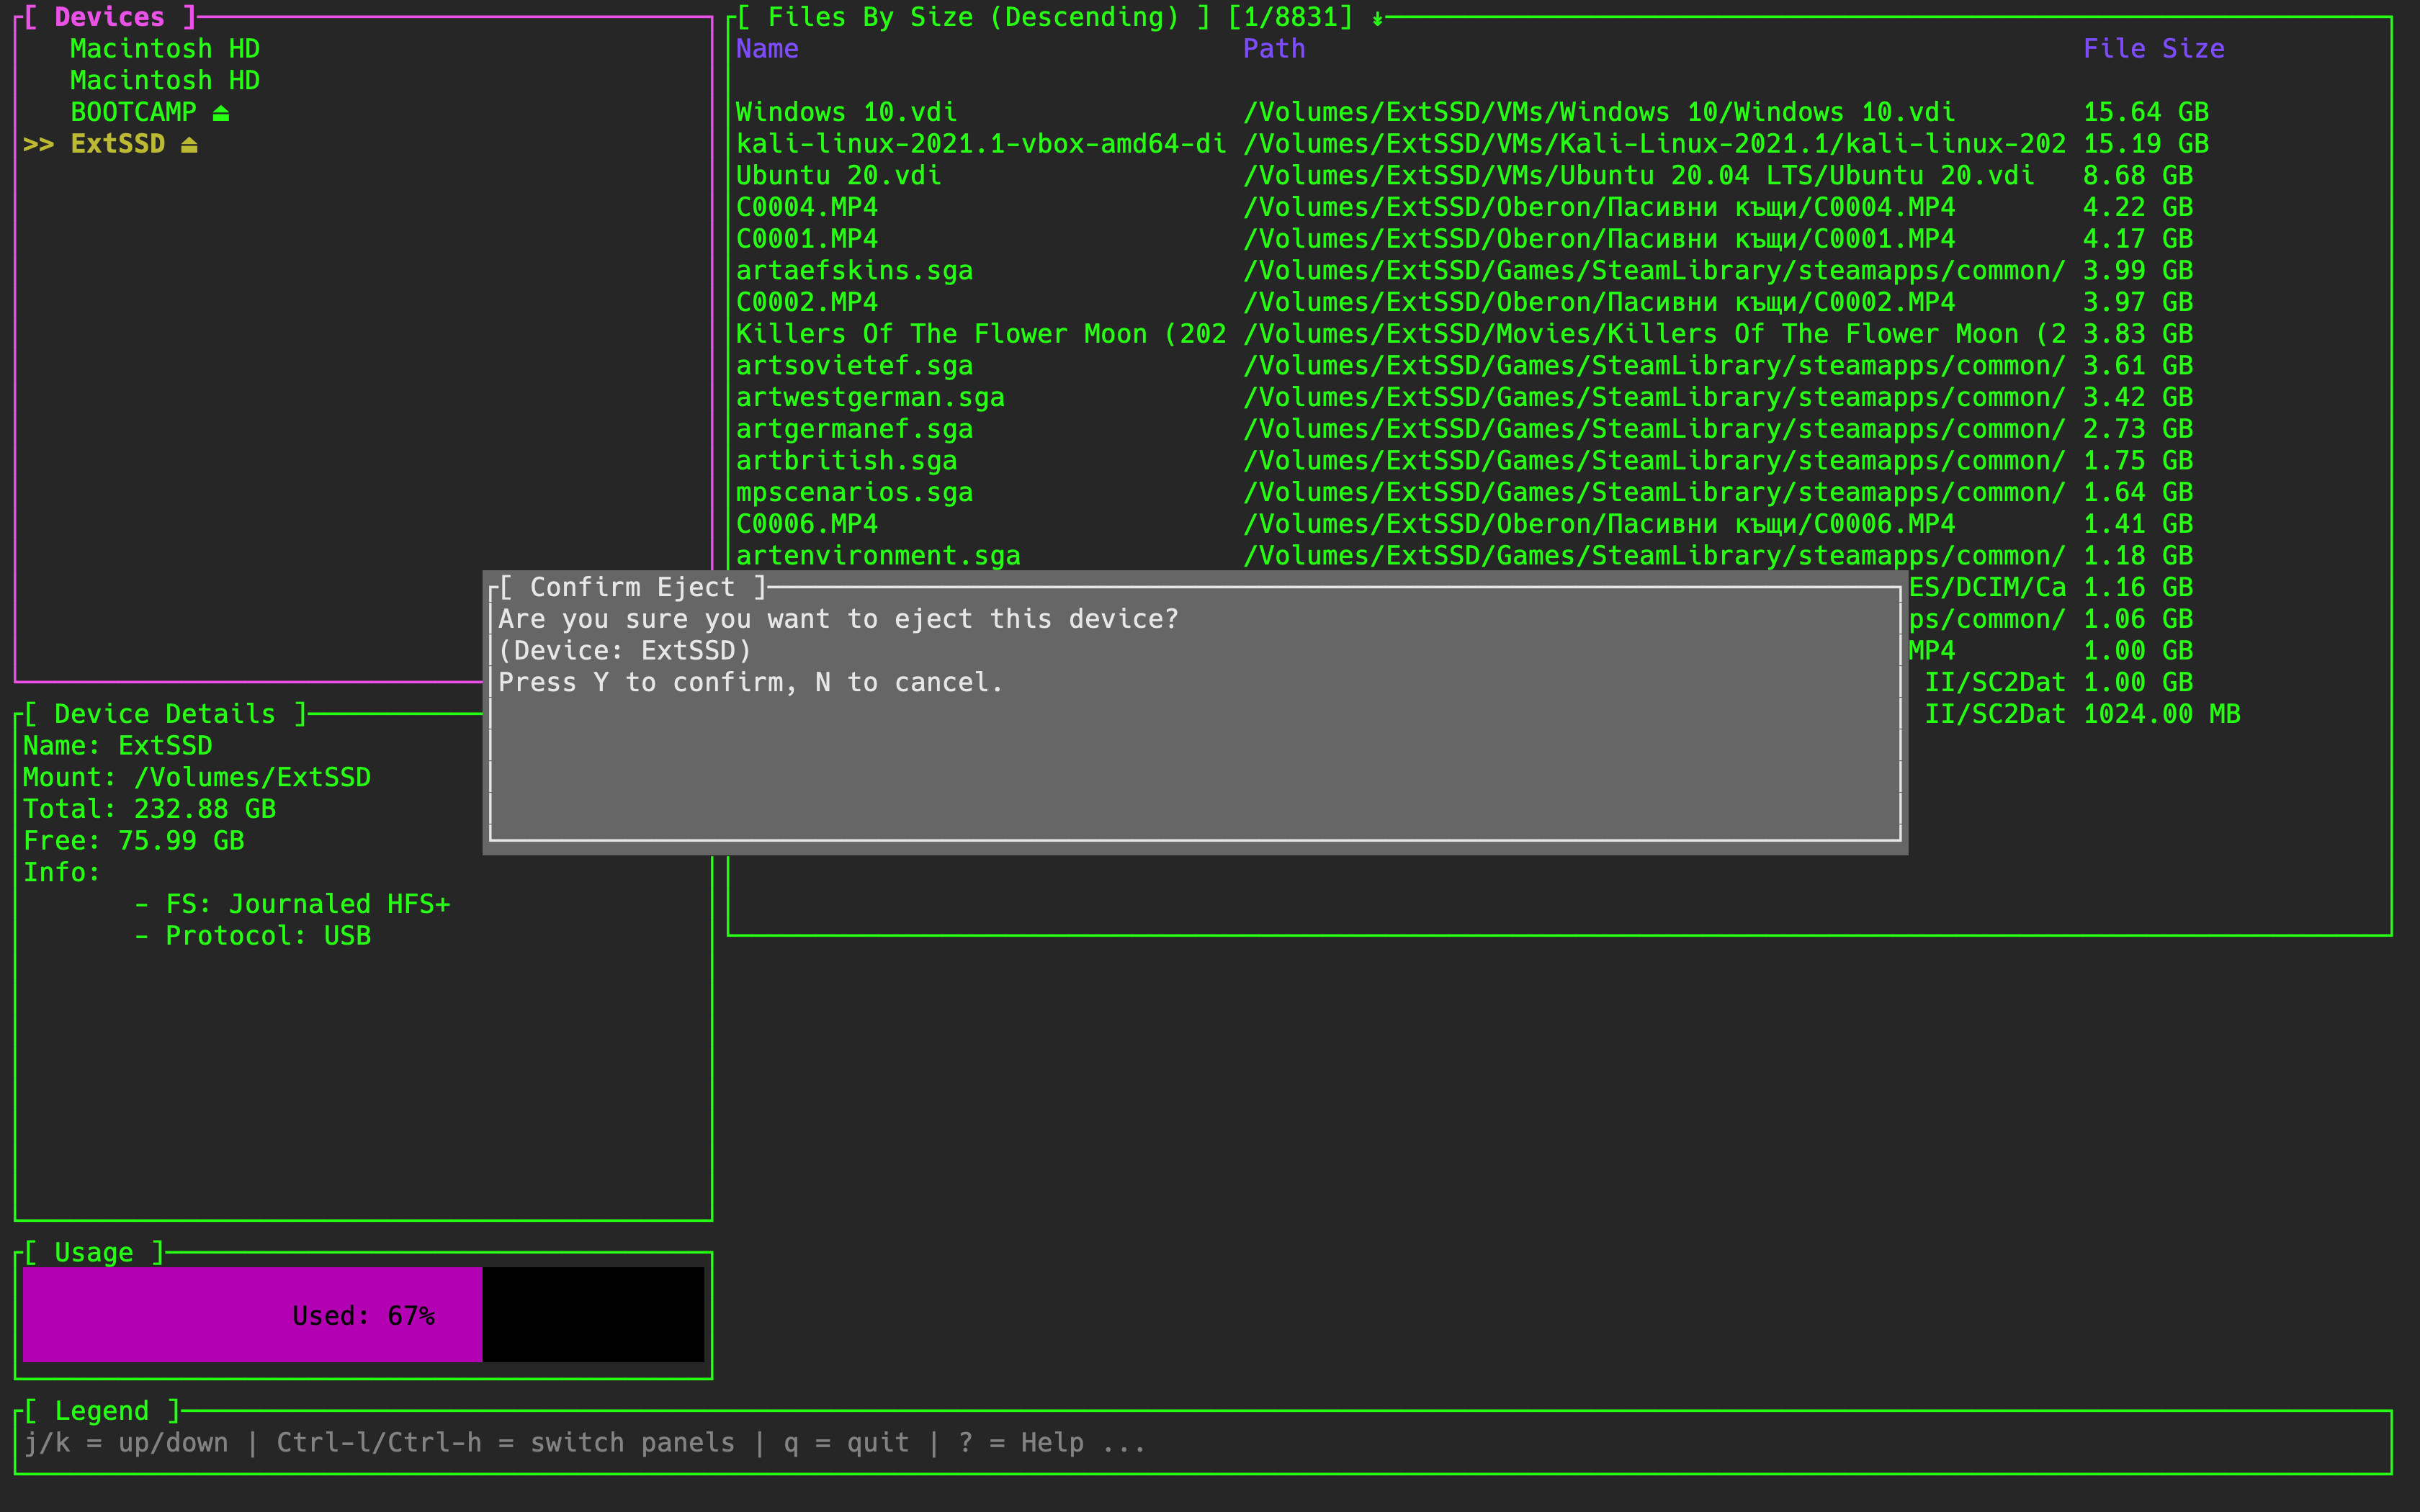 [ Devices ]
Macintosh HD
Macintosh HD
BOOTCAMP ⏏
>> ExtSSD ⏏
[ Files By Size (Descending) ] [1/8831] ↡
Name Path File Size
Windows 10.vdi /Volumes/ExtSSD/VMs/Windows 10/Windows 10.vdi 15.64 GB
kali-linux-2021.1-vbox-amd64-di /Volumes/ExtSSD/VMs/Kali-Linux-2021.1/kali-linux-202 15.19 GB
Ubuntu 20.vdi /Volumes/ExtSSD/VMs/Ubuntu 20.04 LTS/Ubuntu 20.vdi 8.68 GB
C0004.MP4 /Volumes/ExtSSD/Oberon/Пасивни къщи/C0004.MP4 4.22 GB
C0001.MP4 /Volumes/ExtSSD/Oberon/Пасивни къщи/C0001.MP4 4.17 GB
artaefskins.sga /Volumes/ExtSSD/Games/SteamLibrary/steamapps/common/ 3.99 GB
C0002.MP4 /Volumes/ExtSSD/Oberon/Пасивни къщи/C0002.MP4 3.97 GB
Killers Of The Flower Moon (202 /Volumes/ExtSSD/Movies/Killers Of The Flower Moon (2 3.83 GB
artsovietef.sga /Volumes/ExtSSD/Games/SteamLibrary/steamapps/common/ 3.61 GB
artwestgerman.sga /Volumes/ExtSSD/Games/SteamLibrary/steamapps/common/ 3.42 GB
artgermanef.sga /Volumes/ExtSSD/Games/SteamLibrary/steamapps/common/ 2.73 GB
artbritish.sga /Volumes/ExtSSD/Games/SteamLibrary/steamapps/common/ 1.75 GB
mpscenarios.sga /Volumes/ExtSSD/Games/SteamLibrary/steamapps/common/ 1.64 GB
C0006.MP4 /Volumes/ExtSSD/Oberon/Пасивни къщи/C0006.MP4 1.41 GB
artenvironment.sga /Volumes/ExtSSD/Games/SteamLibrary/steamapps/common/ 1.18 GB
ES/DCIM/Ca 1.16 GB
ps/common/ 1.06 GB
MP4 1.00 GB
II/SC2Dat 1.00 GB
II/SC2Dat 1024.00 MB
[ Confirm Eject ]
Are you sure you want to eject this device?
(Device: ExtSSD)
Press Y to confirm, N to cancel.
[ Device Details ]
Name: ExtSSD
Mount: /Volumes/ExtSSD
Total: 232.88 GB
Free: 75.99 GB
Info:
- FS: Journaled HFS+
- Protocol: USB
[ Usage ]
Used: 67%
[ Legend ]
j/k = up/down | Ctrl-l/Ctrl-h = switch panels | q = quit | ? = Help ...